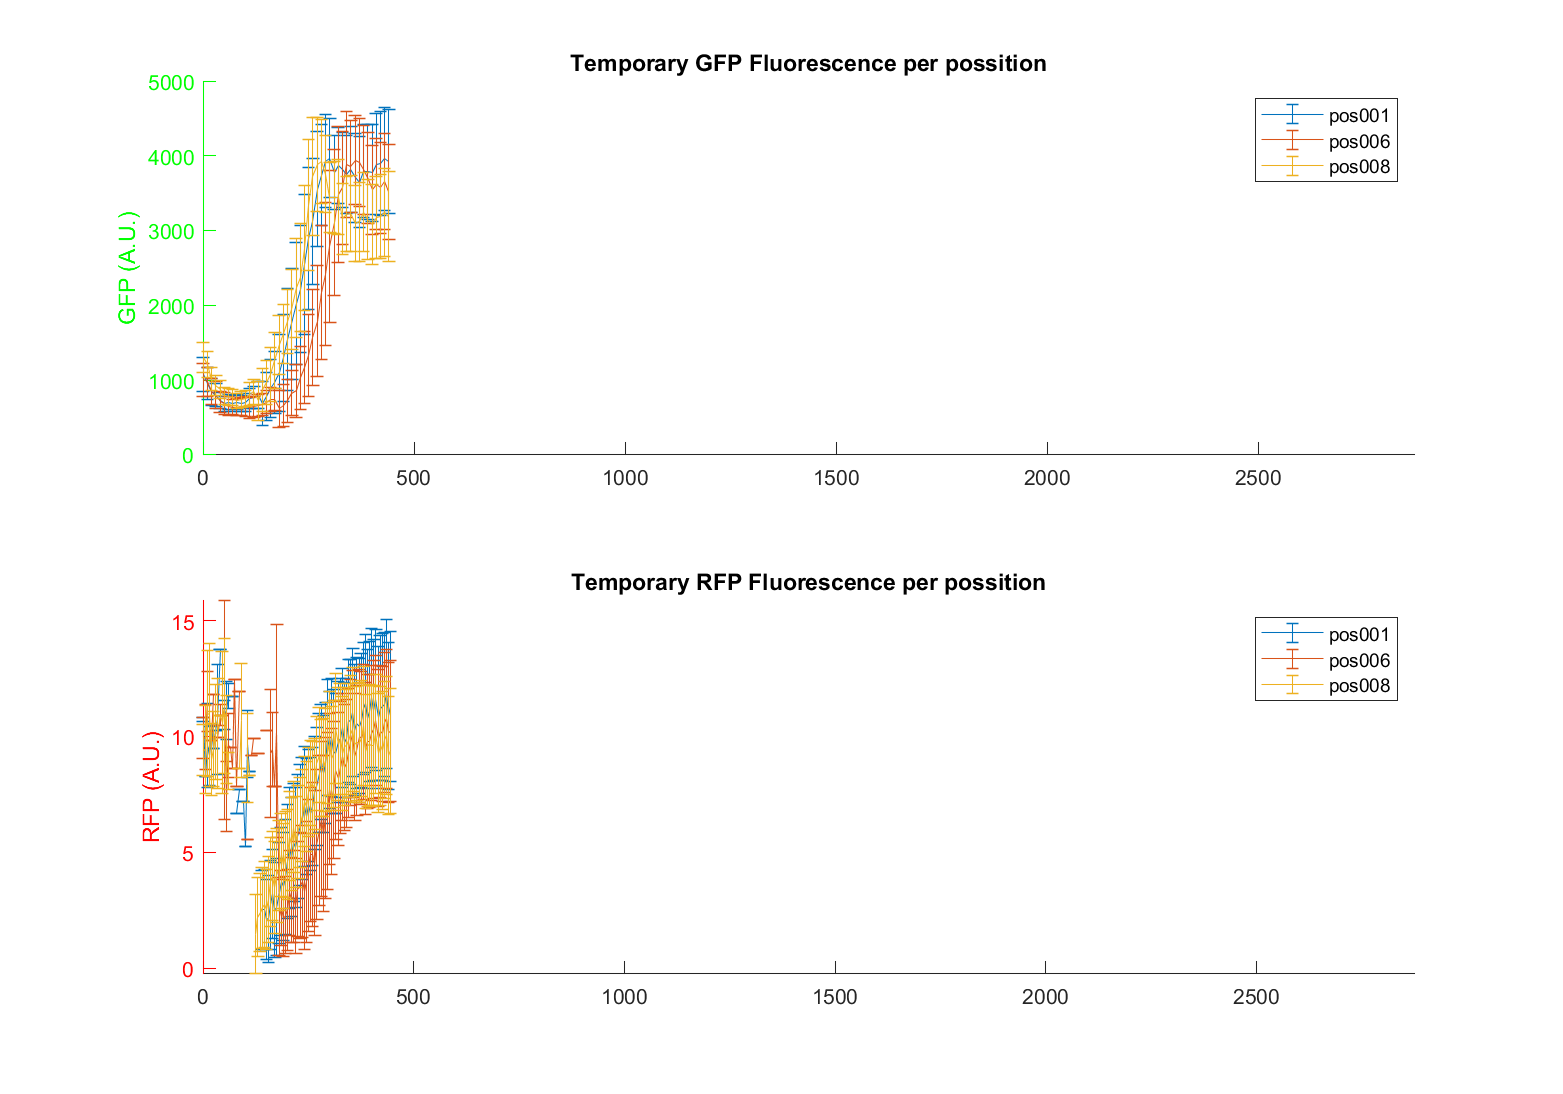 Temporary GFP Fluorescence per possition
5000
4000
3000
2000
1000
0
GFP (A.U.)
0 500 1000 1500 2000 2500
pos001
pos006
pos008
Temporary RFP Fluorescence per possition
15
10
5
0
RFP (A.U.)
0 500 1000 1500 2000 2500
pos001
pos006
pos008